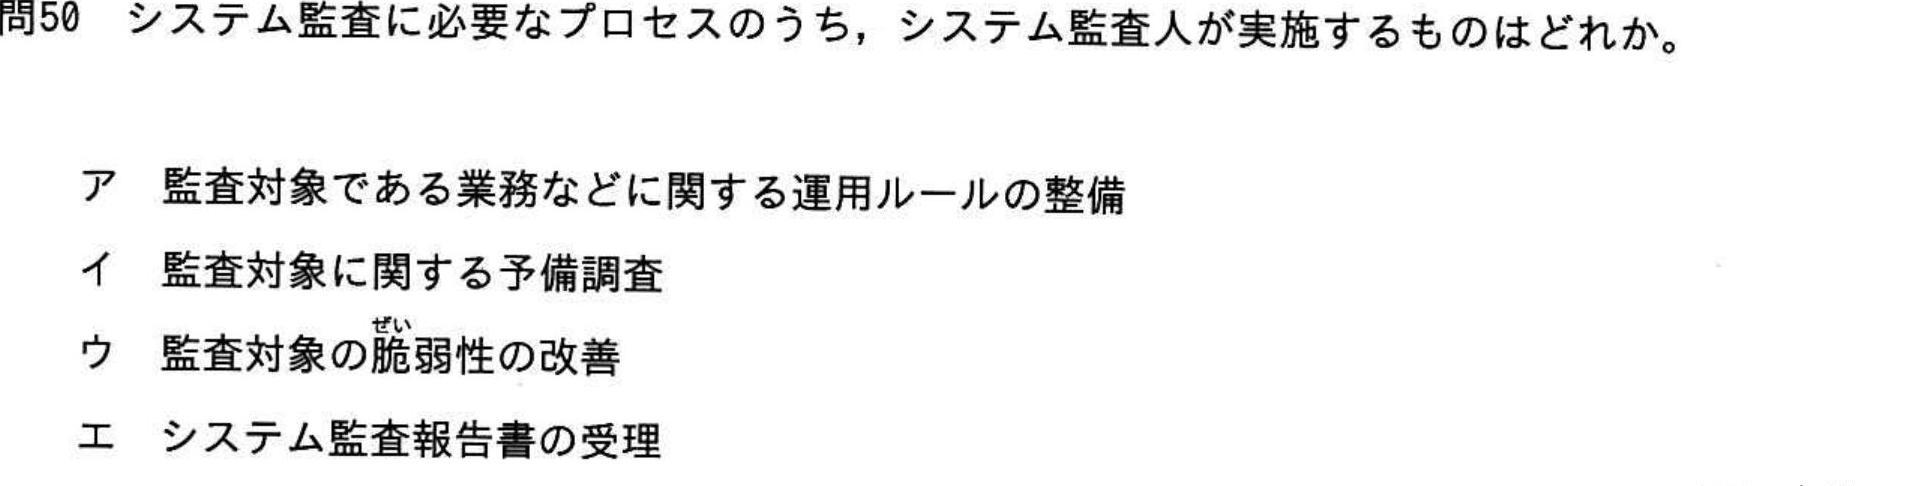 問50 システム監査に必要なプロセスのうち，システム監査人が実施するものはどれか。
ア 監査対象である業務などに関する運用ルールの整備
イ 監査対象に関する予備調査
ぜい
ウ 監査対象の脆弱性の改善
エ システム監査報告書の受理